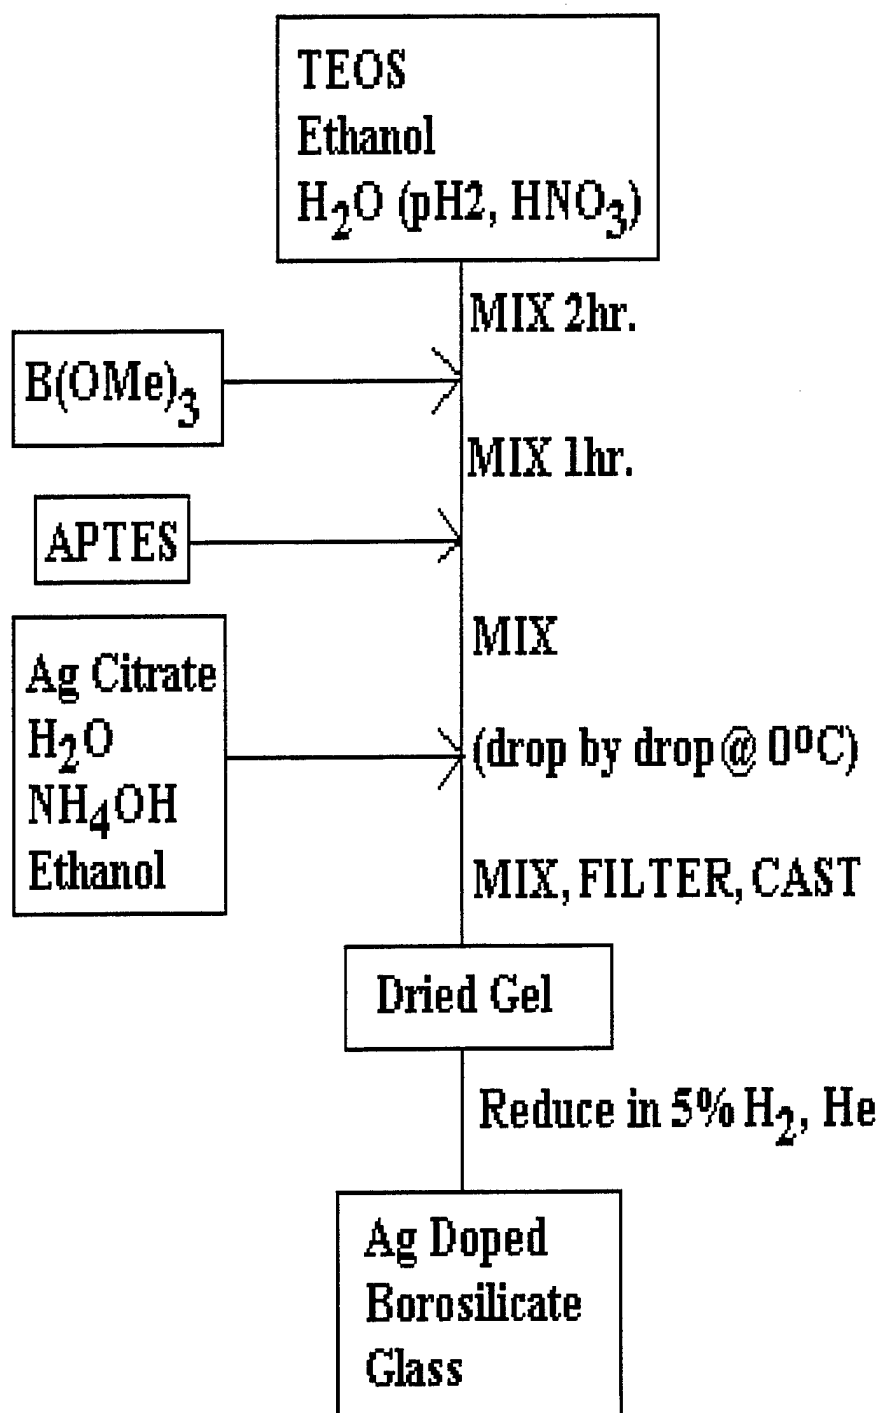 TEOS
Ethanol
H₂O (pH2, HNO₃)
MIX 2hr.
B(OMe)₃
MIX 1hr.
APTES
MIX
Ag Citrate
H₂O
NH₄OH
Ethanol
(drop by drop @ 0ºC)
MIX, FILTER, CAST
Dried Gel
Reduce in 5% H₂, He
Ag Doped
Borosilicate
Glass